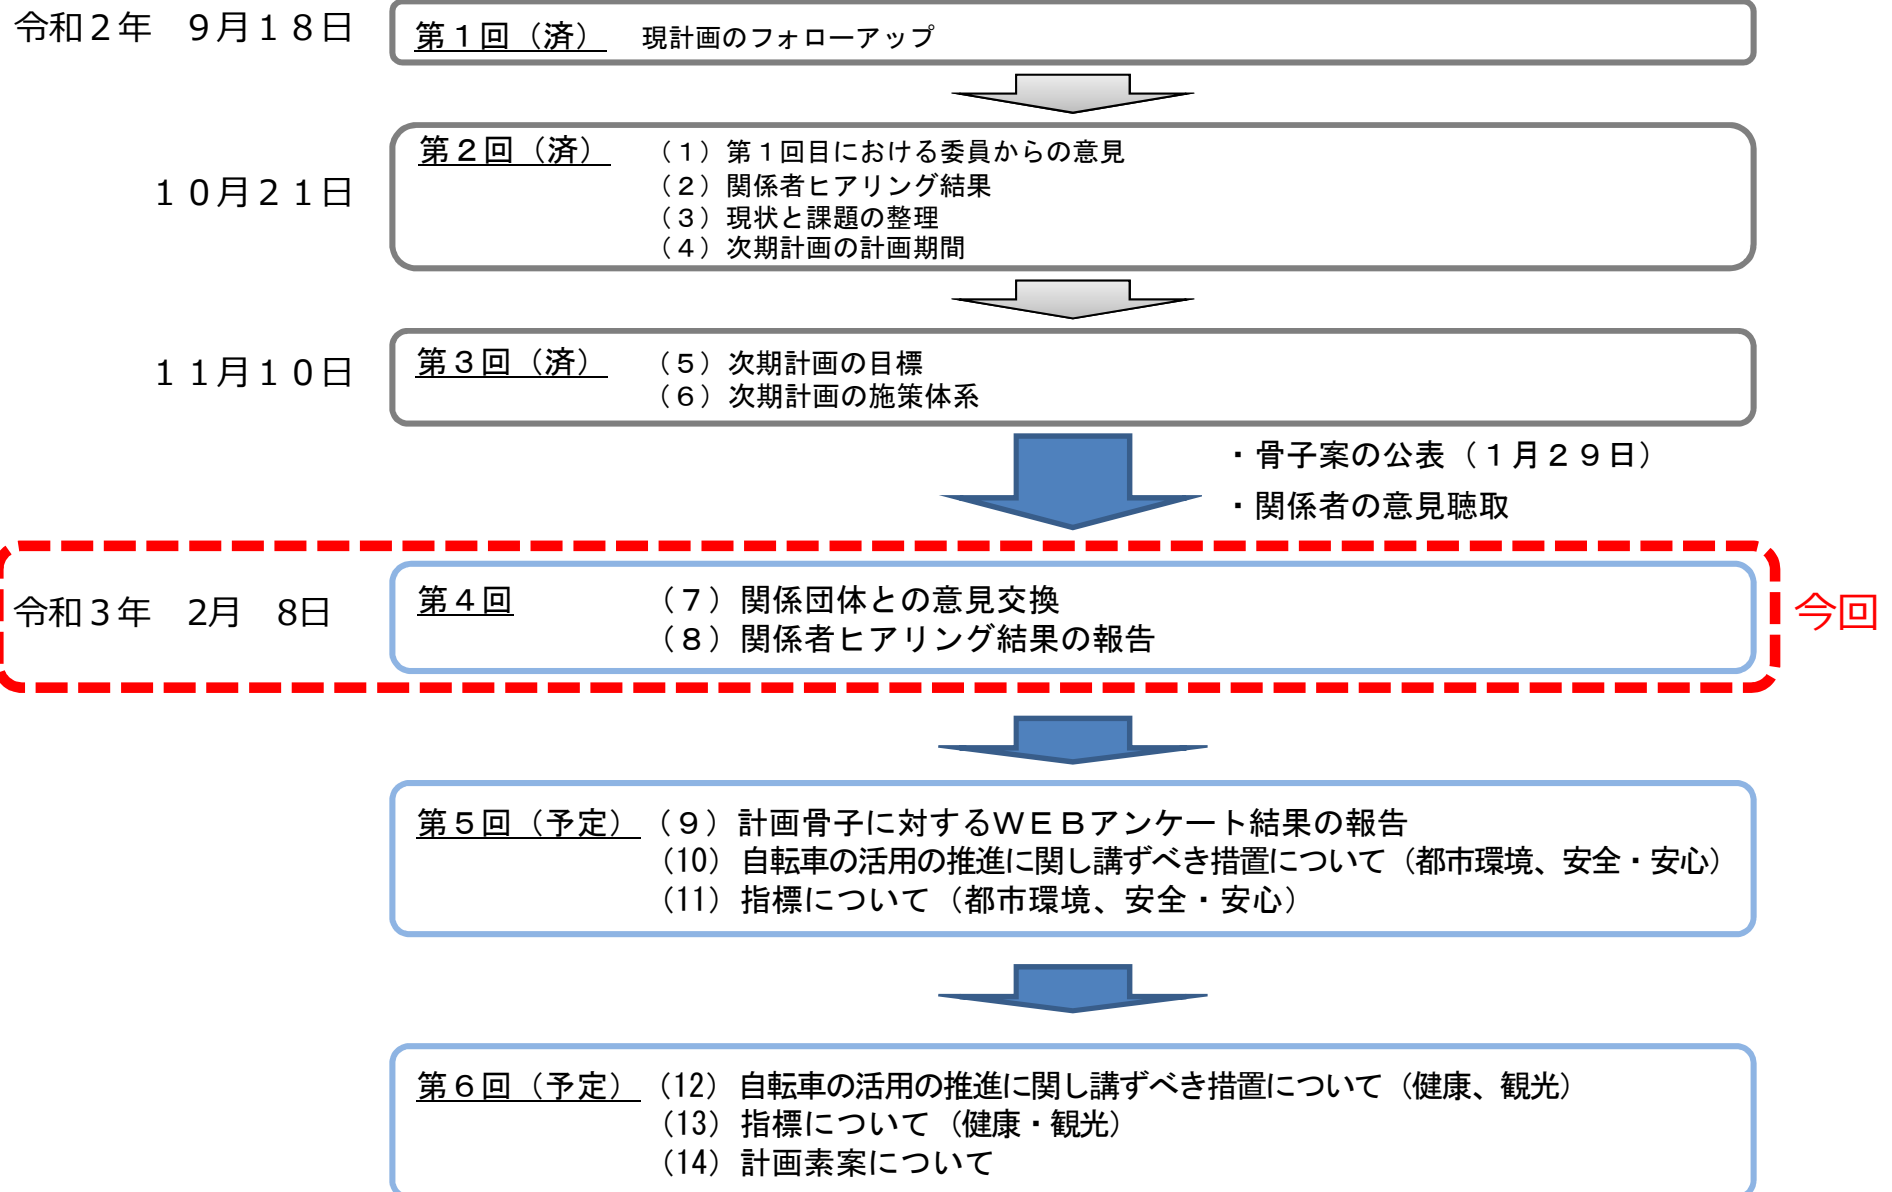 令和２年　９月１８日
第１回（済）　現計画のフォローアップ
１０月２１日
第２回（済）　（１）第１回目における委員からの意見
（２）関係者ヒアリング結果
（３）現状と課題の整理
（４）次期計画の計画期間
１１月１０日
第３回（済）　（５）次期計画の目標
（６）次期計画の施策体系
・骨子案の公表（１月２９日）
・関係者の意見聴取
令和３年　2月　8日
第４回　（７）関係団体との意見交換
（８）関係者ヒアリング結果の報告
今回
第５回（予定）（９）計画骨子に対するＷＥＢアンケート結果の報告
（10）自転車の活用の推進に関し講ずべき措置について（都市環境、安全・安心）
（11）指標について（都市環境、安全・安心）
第６回（予定）（12）自転車の活用の推進に関し講ずべき措置について（健康、観光）
（13）指標について（健康・観光）
（14）計画素案について